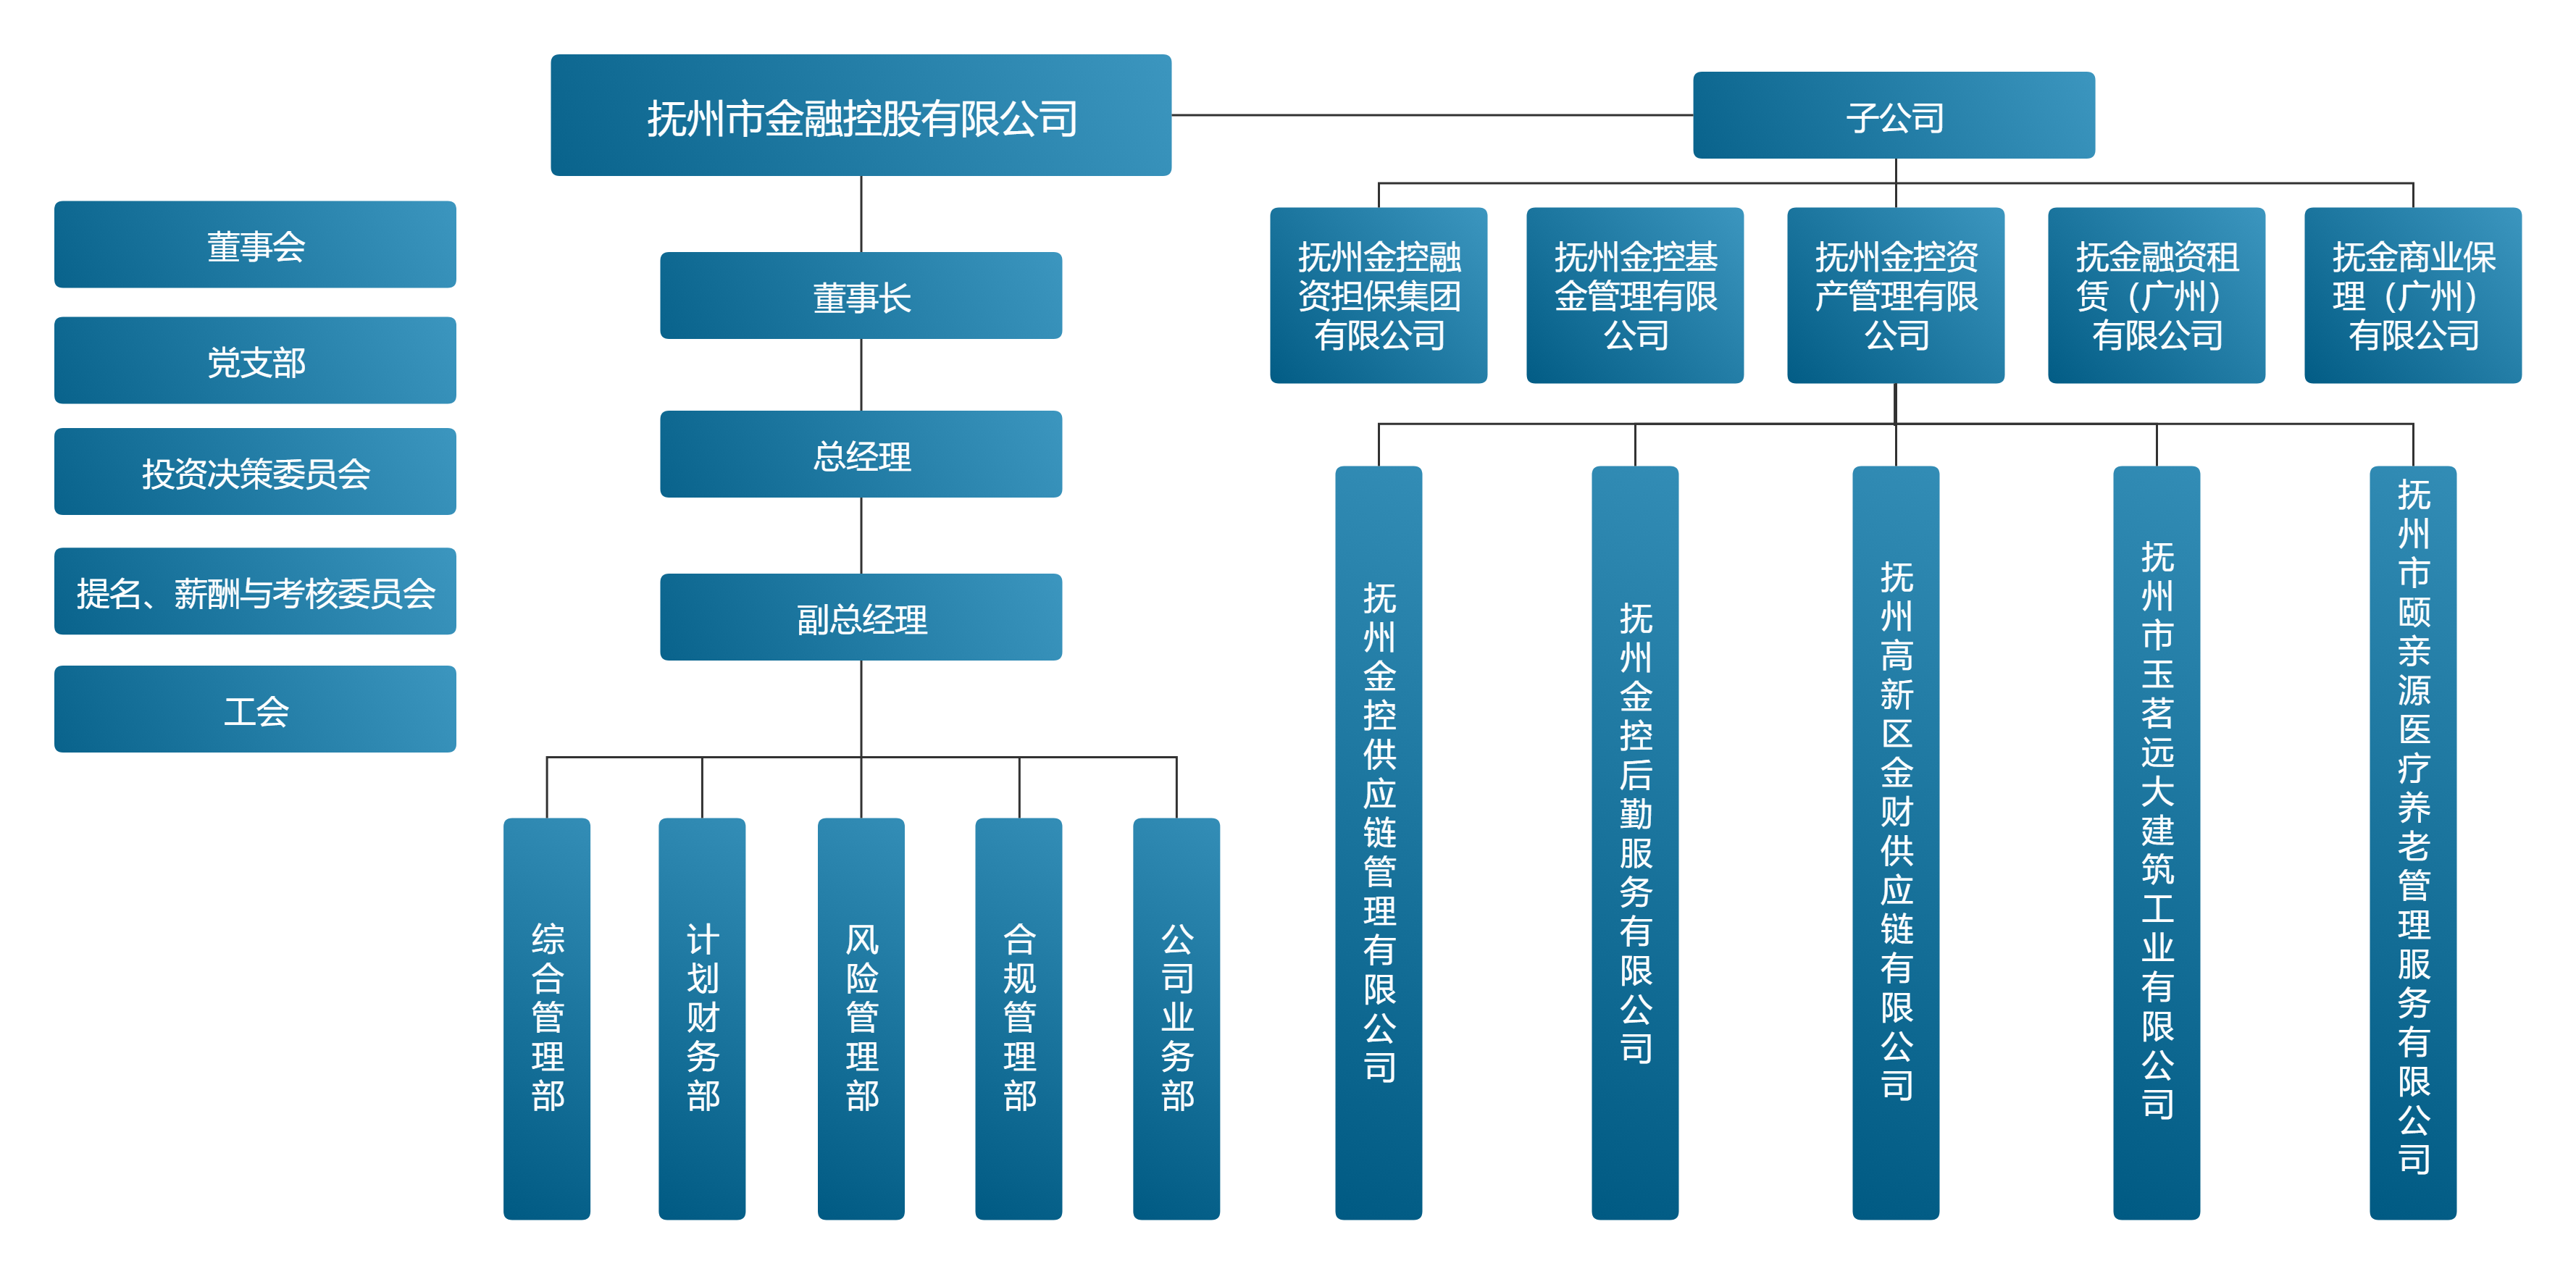 抚州市金融控股有限公司
子公司
董事会
党支部
投资决策委员会
提名、薪酬与考核委员会
工会
董事长
总经理
副总经理
综合管理部
计划财务部
风险管理部
合规管理部
公司业务部
抚州金控融
资担保集团
有限公司
抚州金控基
金管理有限
公司
抚州金控资
产管理有限
公司
抚金融资租
赁（广州）
有限公司
抚金商业保
理（广州）
有限公司
抚州金控供应链管理有限公司
抚州金控后勤服务有限公司
抚州高新区金财供应链有限公司
抚州市玉茗远大建筑工业有限公司
抚州市颐亲源医疗养老管理服务有限公司